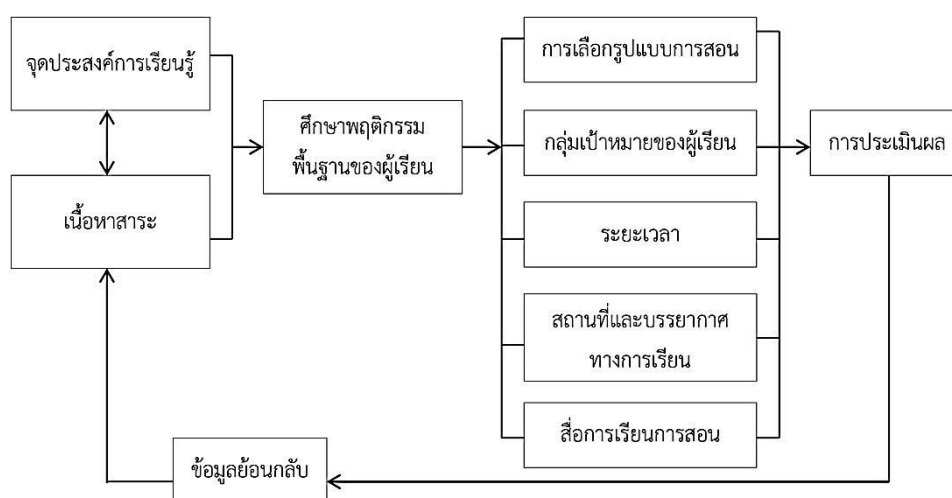 จุดประสงค์การเรียนรู้
เนื้อหาสาระ
ศึกษาพฤติกรรม
พื้นฐานของผู้เรียน
การเลือกรูปแบบการสอน
กลุ่มเป้าหมายของผู้เรียน
ระยะเวลา
สถานที่และบรรยากาศ
ทางการเรียน
สื่อการเรียนการสอน
การประเมินผล
ข้อมูลย้อนกลับ